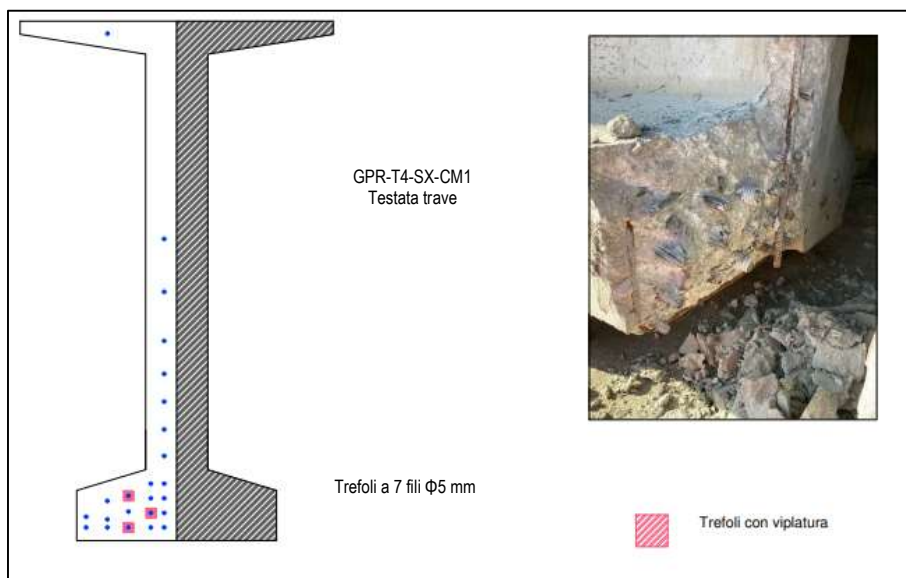 GPR-T4-SX-CM1
Testata trave
Trefoli a 7 fili Φ5 mm
Trefoli con viplatura